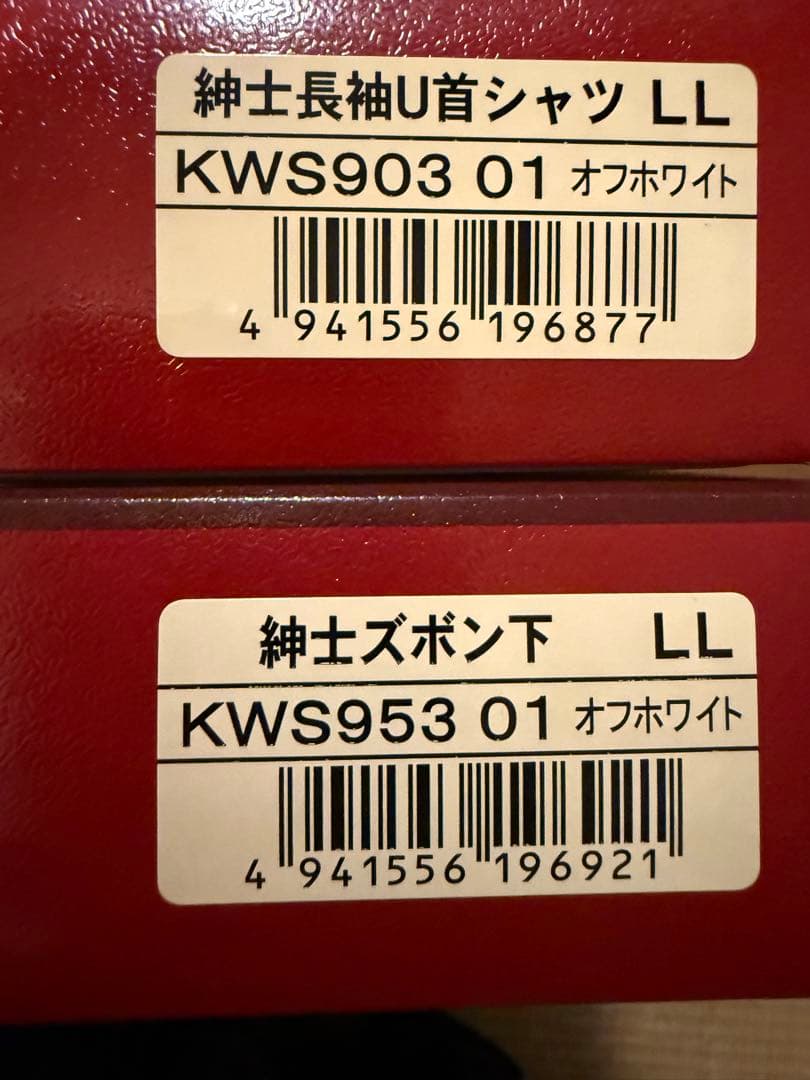 紳士長袖U首シャツ LL
KWS903 01 オフホワイト
4 941556 196877
紳士ズボン下 LL
KWS953 01 オフホワイト
4 941556 196921